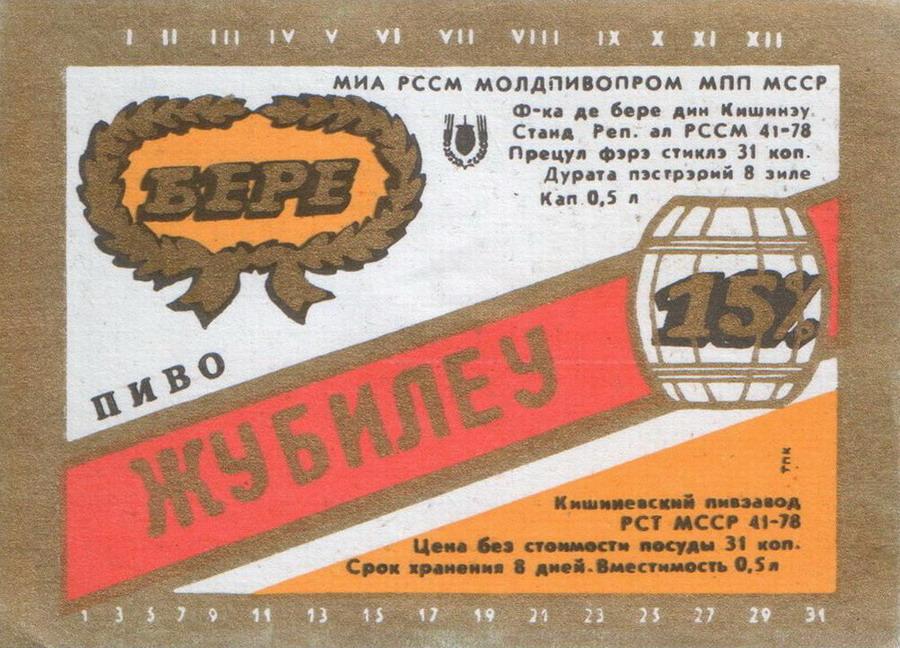 I II III IV V VI VII VIII IX X XI XII
МИА РССМ МОЛДПИВОПРОМ МПП МССР
Ф-ка де бере дин Кишинэу.
Станд. Реп. ал РССМ 41-78
Прецул фэрэ стиклэ 31 коп.
Дурата пэстрэрий 8 зиле
Кап 0,5 л
БЕРЕ
15%
ПИВО
ЖУБИЛЕУ
ТПК
Кишиневский пивзавод
РСТ МССР 41-78
Цена без стоимости посуды 31 коп.
Срок хранения 8 дней. Вместимость 0,5л
1 3 5 7 9 11 13 15 17 19 21 23 25 27 29 31